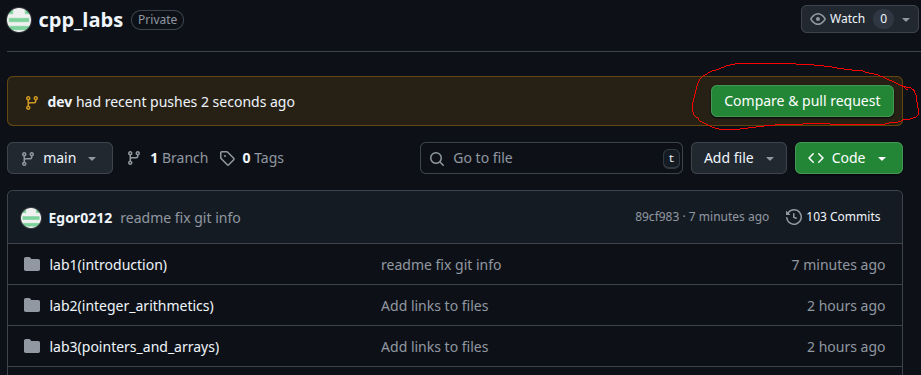 cpp_labs Private Watch 0
dev had recent pushes 2 seconds ago Compare & pull request
main 1 Branch 0 Tags Go to file t Add file <> Code
Egor0212 readme fix git info 89cf983 · 7 minutes ago 103 Commits
lab1(introduction) readme fix git info 7 minutes ago
lab2(integer_arithmetics) Add links to files 2 hours ago
lab3(pointers_and_arrays) Add links to files 2 hours ago